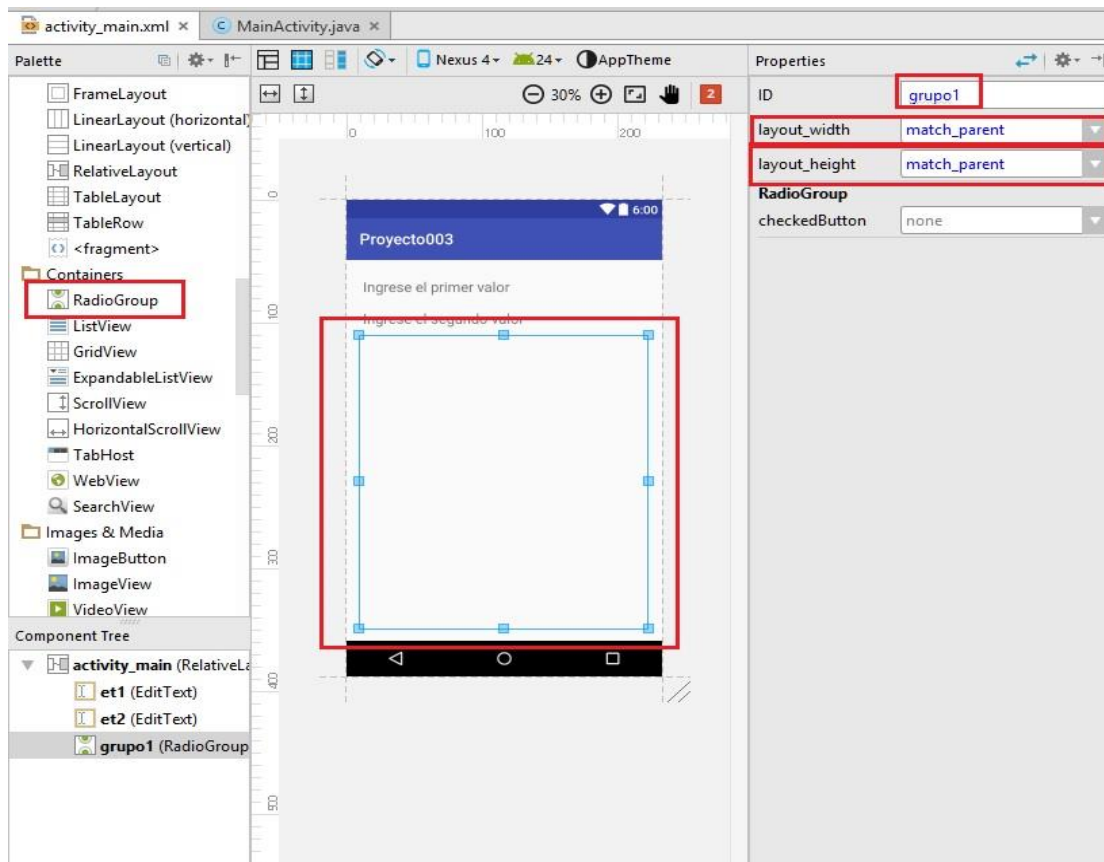 activity_main.xml × MainActivity.java ×
Palette
Nexus 4 24 AppTheme
Properties
FrameLayout
LinearLayout (horizontal)
LinearLayout (vertical)
RelativeLayout
TableLayout
TableRow
<fragment>
Containers
RadioGroup
ListView
GridView
ExpandableListView
ScrollView
HorizontalScrollView
TabHost
WebView
SearchView
Images & Media
ImageButton
ImageView
VideoView
Component Tree
activity_main (RelativeLa
et1 (EditText)
et2 (EditText)
grupo1 (RadioGroup
30% 2
0 100 200
0
100
200
300
400
500
6:00
Proyecto003
Ingrese el primer valor
Ingrese el segundo valor
ID grupo1
layout_width match_parent
layout_height match_parent
RadioGroup
checkedButton none